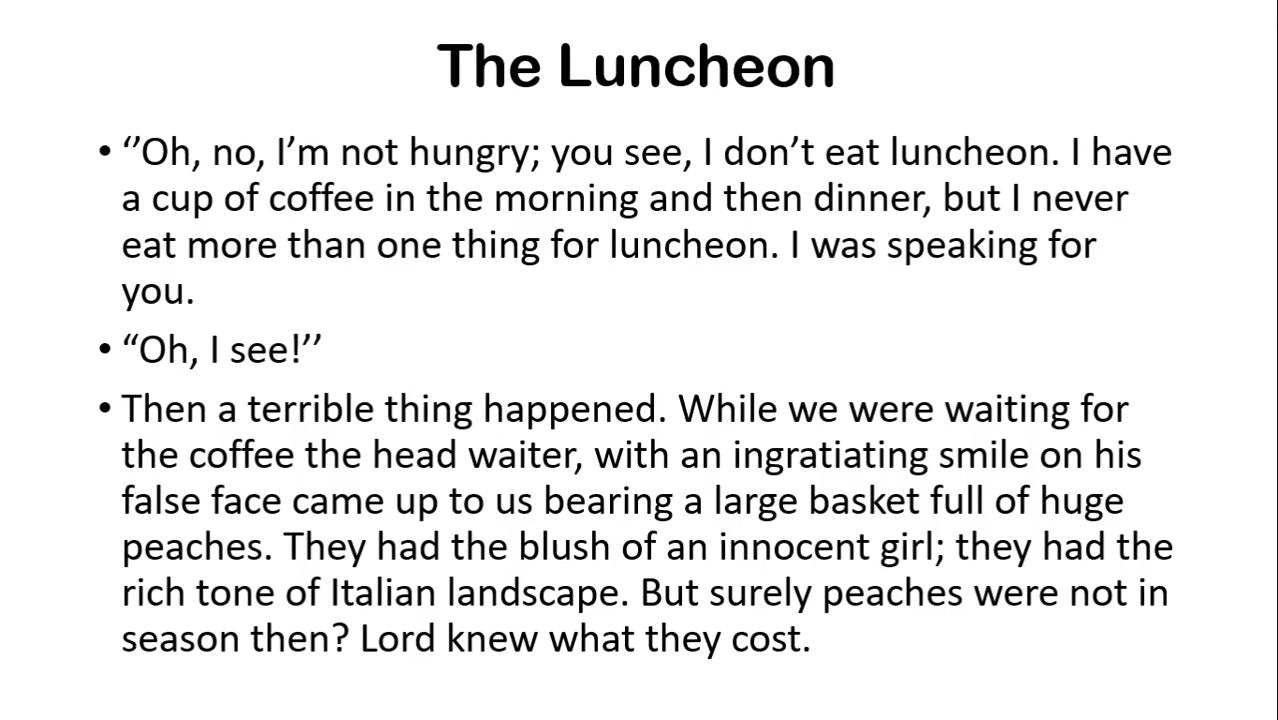 The Luncheon
• ‘’Oh, no, I’m not hungry; you see, I don’t eat luncheon. I have
a cup of coffee in the morning and then dinner, but I never
eat more than one thing for luncheon. I was speaking for
you.
• “Oh, I see!’’
• Then a terrible thing happened. While we were waiting for
the coffee the head waiter, with an ingratiating smile on his
false face came up to us bearing a large basket full of huge
peaches. They had the blush of an innocent girl; they had the
rich tone of Italian landscape. But surely peaches were not in
season then? Lord knew what they cost.